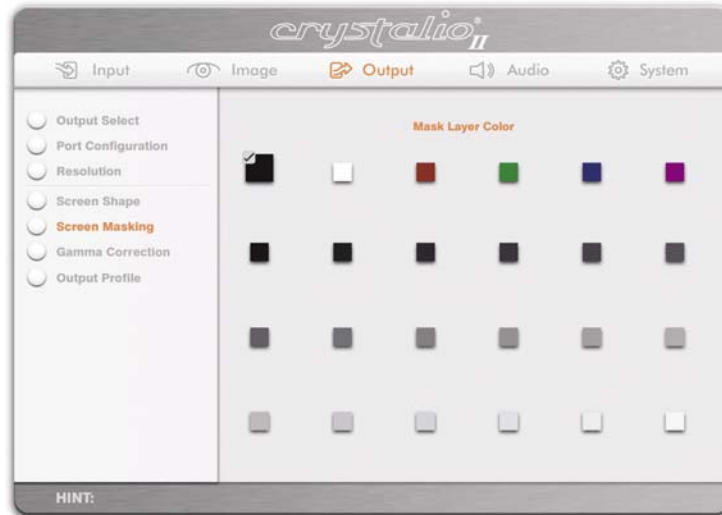 crystalio II
Input Image Output Audio System
Output Select
Port Configuration
Resolution
Screen Shape
Screen Masking
Gamma Correction
Output Profile
Mask Layer Color
HINT: